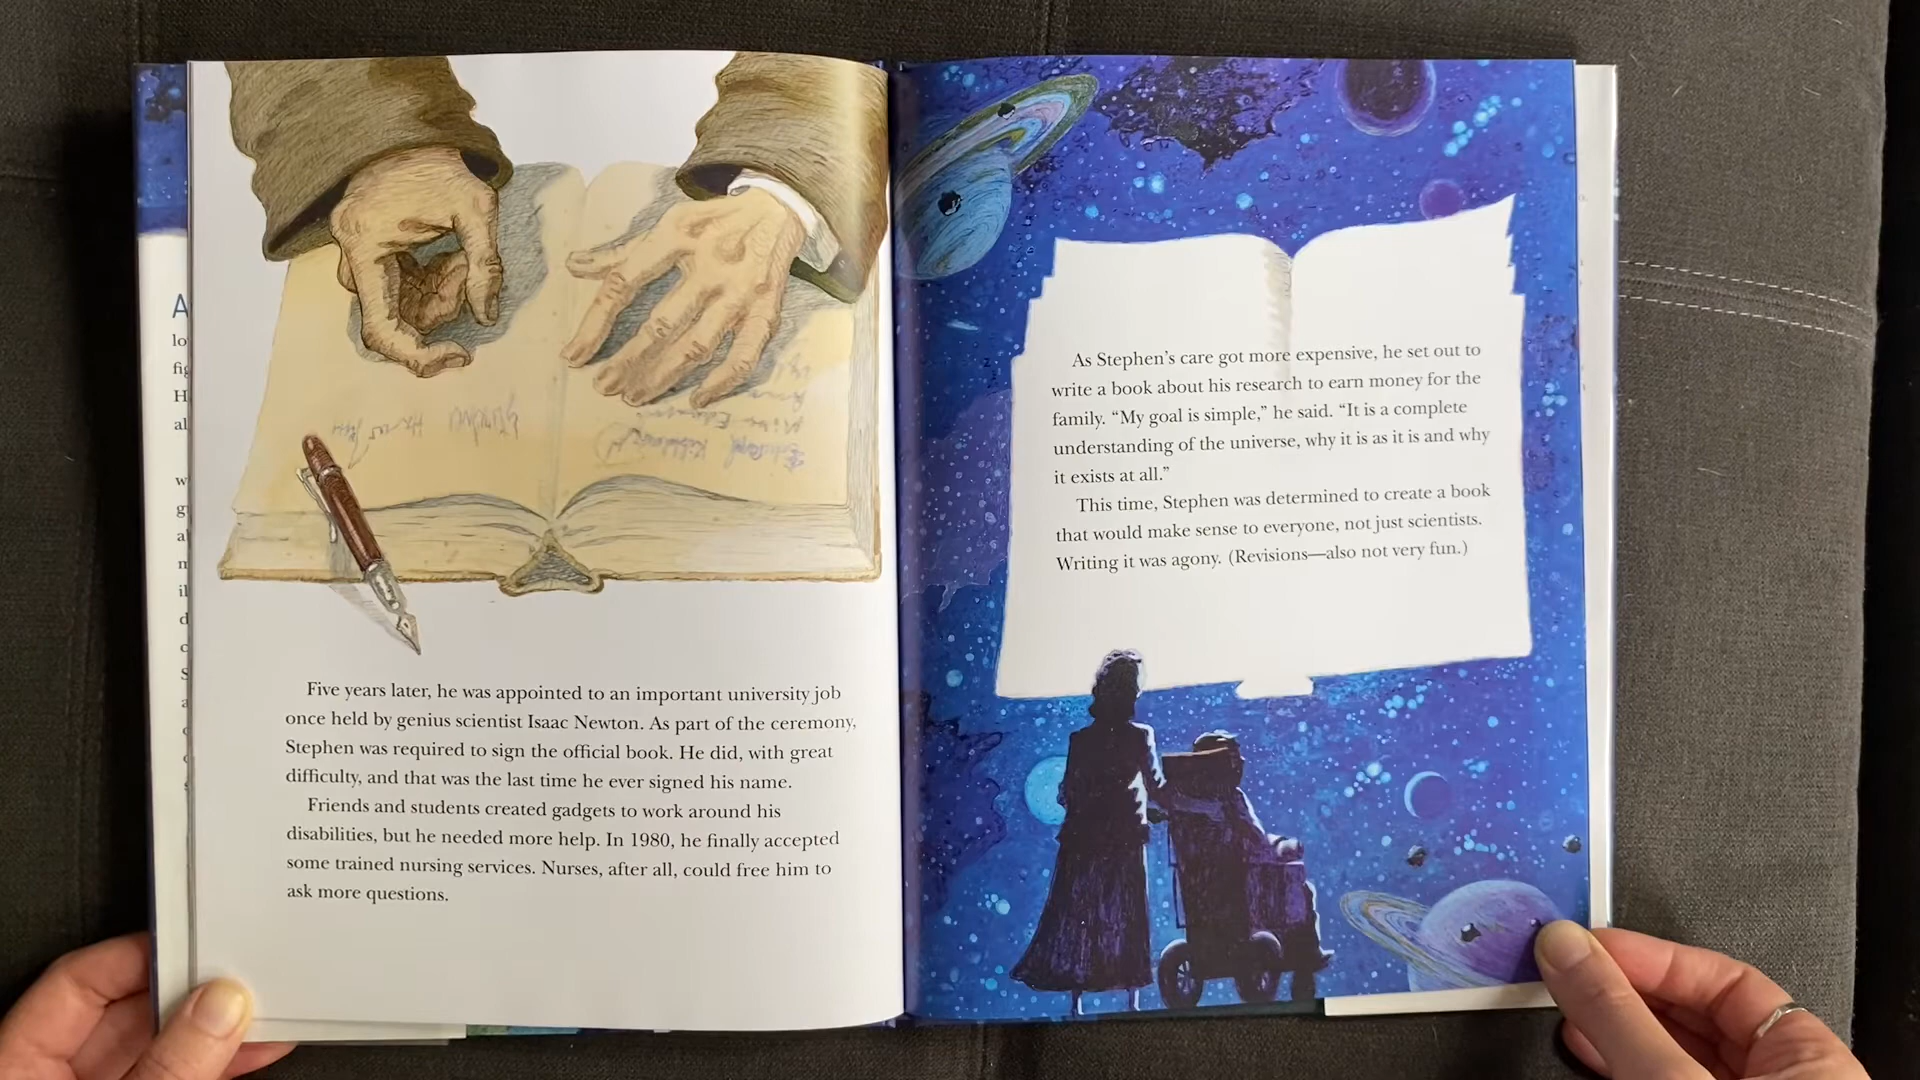 Five years later, he was appointed to an important university job
once held by genius scientist Isaac Newton. As part of the ceremony,
Stephen was required to sign the official book. He did, with great
difficulty, and that was the last time he ever signed his name.
Friends and students created gadgets to work around his
disabilities, but he needed more help. In 1980, he finally accepted
some trained nursing services. Nurses, after all, could free him to
ask more questions.
As Stephen’s care got more expensive, he set out to
write a book about his research to earn money for the
family. “My goal is simple,” he said. “It is a complete
understanding of the universe, why it is as it is and why
it exists at all.”
This time, Stephen was determined to create a book
that would make sense to everyone, not just scientists.
Writing it was agony. (Revisions—also not very fun.)